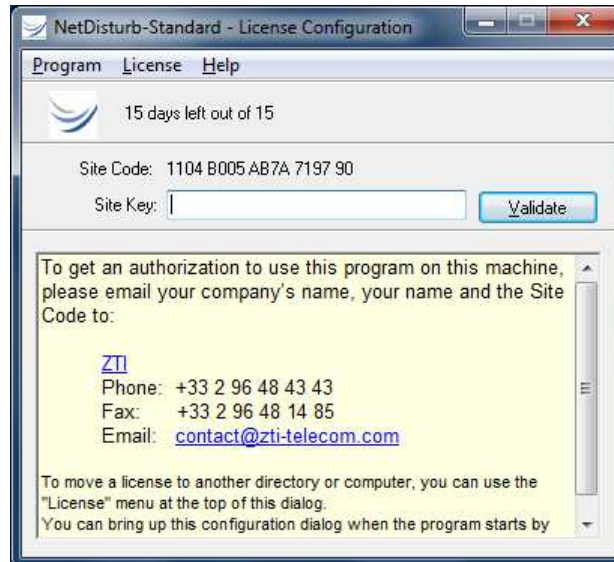 NetDisturb-Standard - License Configuration
Program License Help
15 days left out of 15
Site Code: 1104 B005 AB7A 7197 90
Site Key:
Validate
To get an authorization to use this program on this machine,
please email your company's name, your name and the Site
Code to:
ZTI
Phone: +33 2 96 48 43 43
Fax: +33 2 96 48 14 85
Email: contact@zti-telecom.com
To move a license to another directory or computer, you can use the
"License" menu at the top of this dialog.
You can bring up this configuration dialog when the program starts by